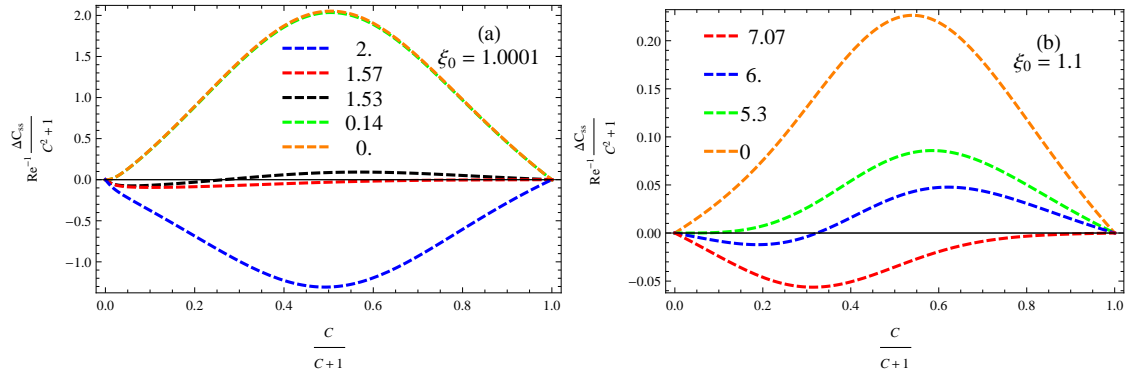 (a)
ξ₀ = 1.0001
2.
1.57
1.53
0.14
0.
2.0
1.5
1.0
0.5
0.0
-0.5
-1.0
Re⁻¹ ΔC_ss / C² + 1
0.0 0.2 0.4 0.6 0.8 1.0
C
C + 1
(b)
ξ₀ = 1.1
7.07
6.
5.3
0
0.20
0.15
0.10
0.05
0.00
-0.05
Re⁻¹ ΔC_ss / C² + 1
0.0 0.2 0.4 0.6 0.8 1.0
C
C + 1